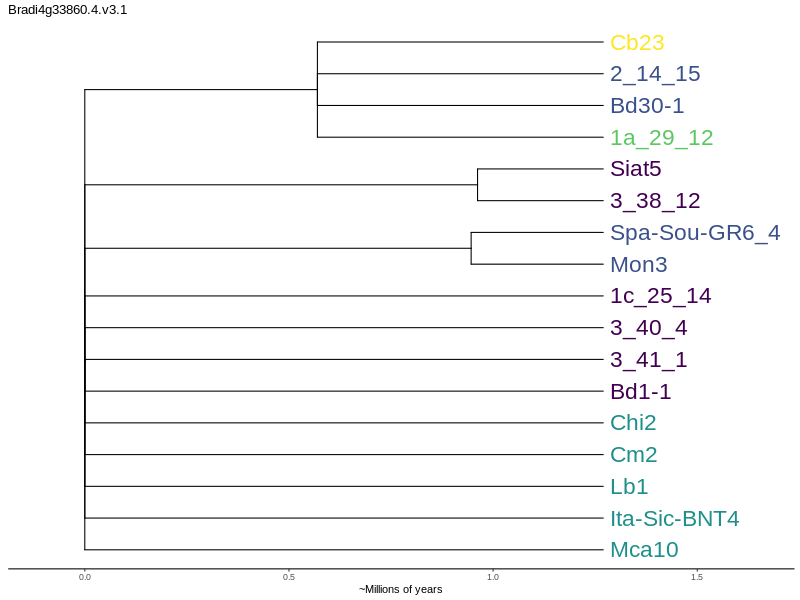 Bradi4g33860.4.v3.1
Cb23
2_14_15
Bd30-1
1a_29_12
Siat5
3_38_12
Spa-Sou-GR6_4
Mon3
1c_25_14
3_40_4
3_41_1
Bd1-1
Chi2
Cm2
Lb1
Ita-Sic-BNT4
Mca10
0.0 0.5 1.0 1.5
~Millions of years